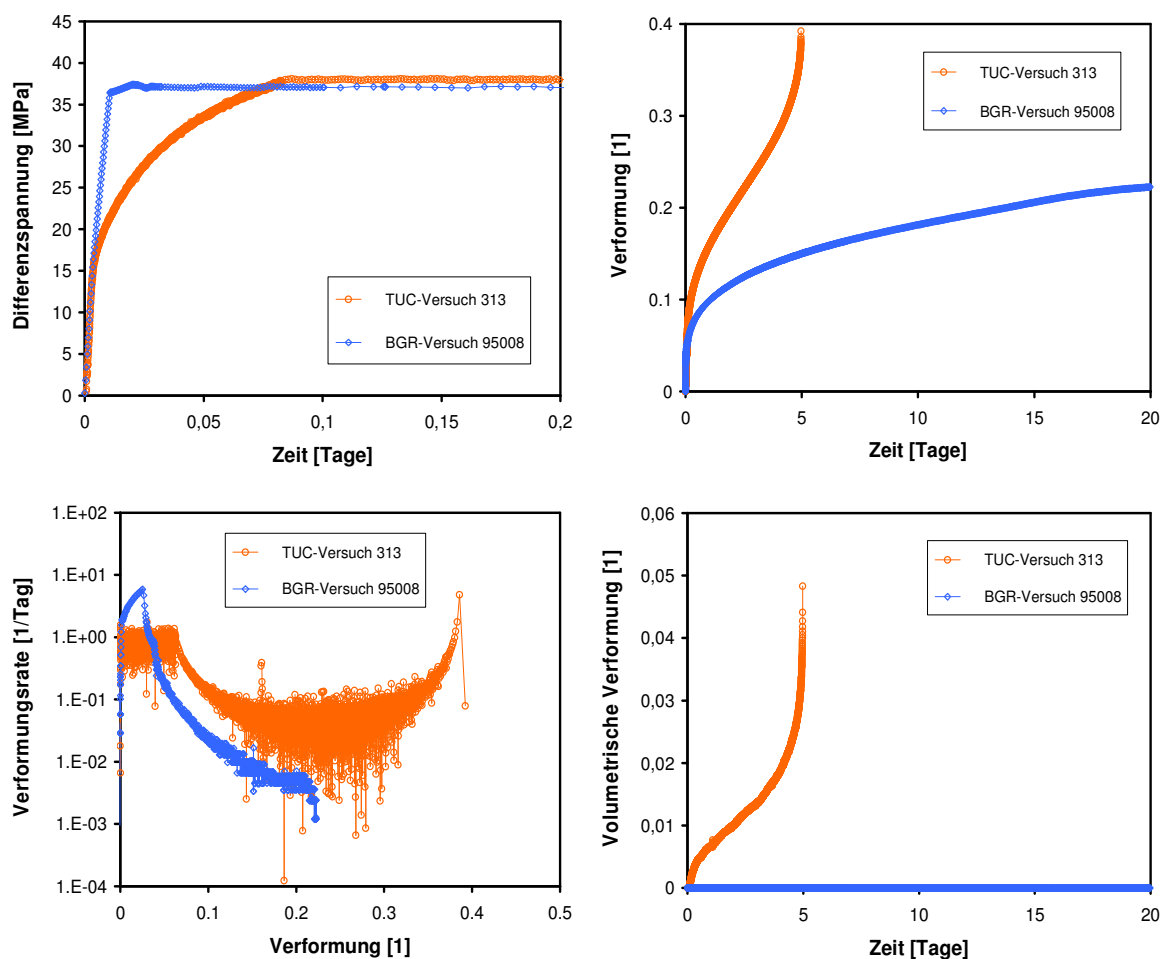 Differenzspannung [MPa]
45
40
35
30
25
20
15
10
5
0
TUC-Versuch 313
BGR-Versuch 95008
0
0,05
0,1
0,15
0,2
Zeit [Tage]
Verformung [1]
0.4
0.3
0.2
0.1
0
TUC-Versuch 313
BGR-Versuch 95008
0
5
10
15
20
Zeit [Tage]
Verformungsrate [1/Tag]
1.E+02
1.E+01
1.E+00
1.E-01
1.E-02
1.E-03
1.E-04
TUC-Versuch 313
BGR-Versuch 95008
0
0.1
0.2
0.3
0.4
0.5
Verformung [1]
Volumetrische Verformung [1]
0,06
0,05
0,04
0,03
0,02
0,01
0
TUC-Versuch 313
BGR-Versuch 95008
0
5
10
15
20
Zeit [Tage]